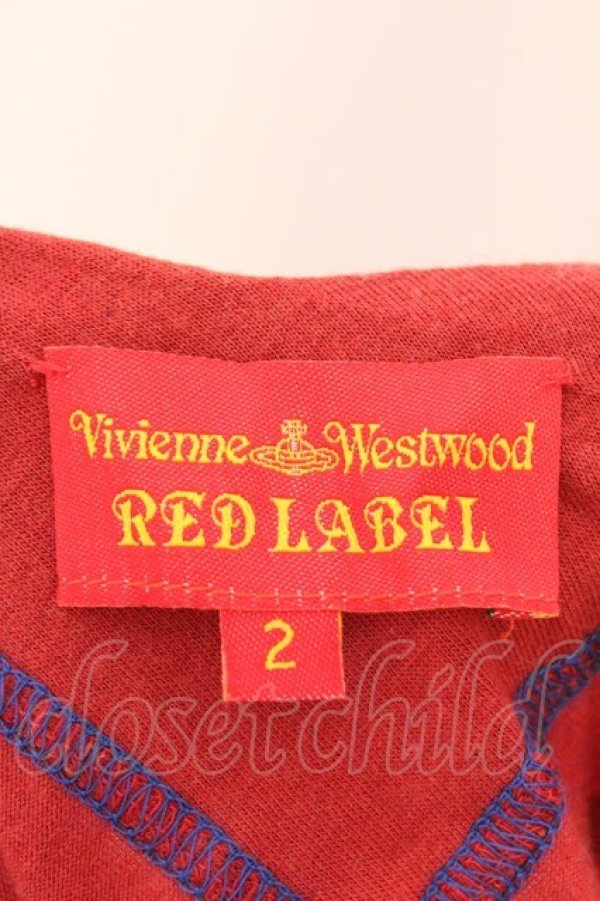 Vivienne Westwood
RED LABEL
2
closetchild